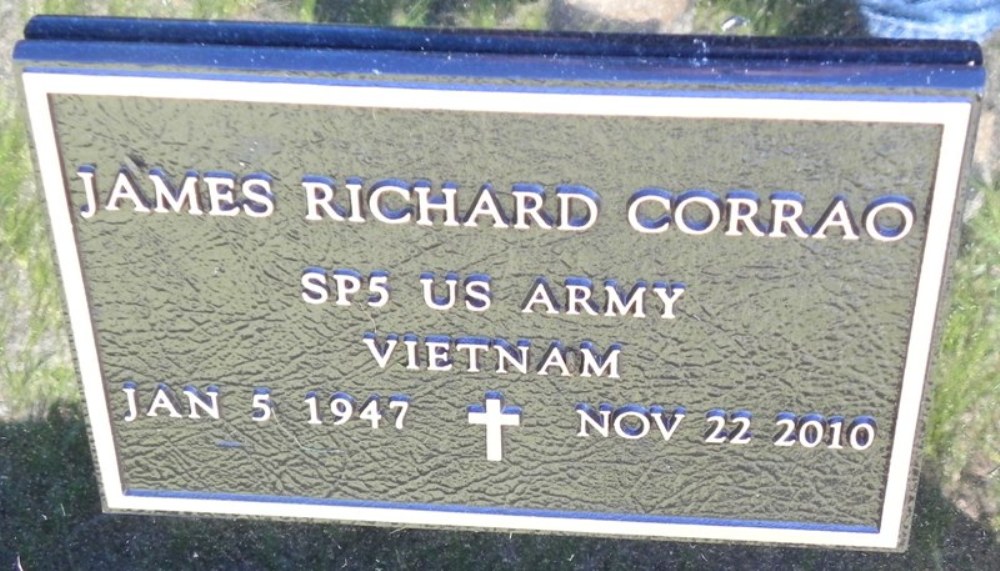 JAMES RICHARD CORRAO
SP5 US ARMY
VIETNAM
JAN 5 1947 NOV 22 2010